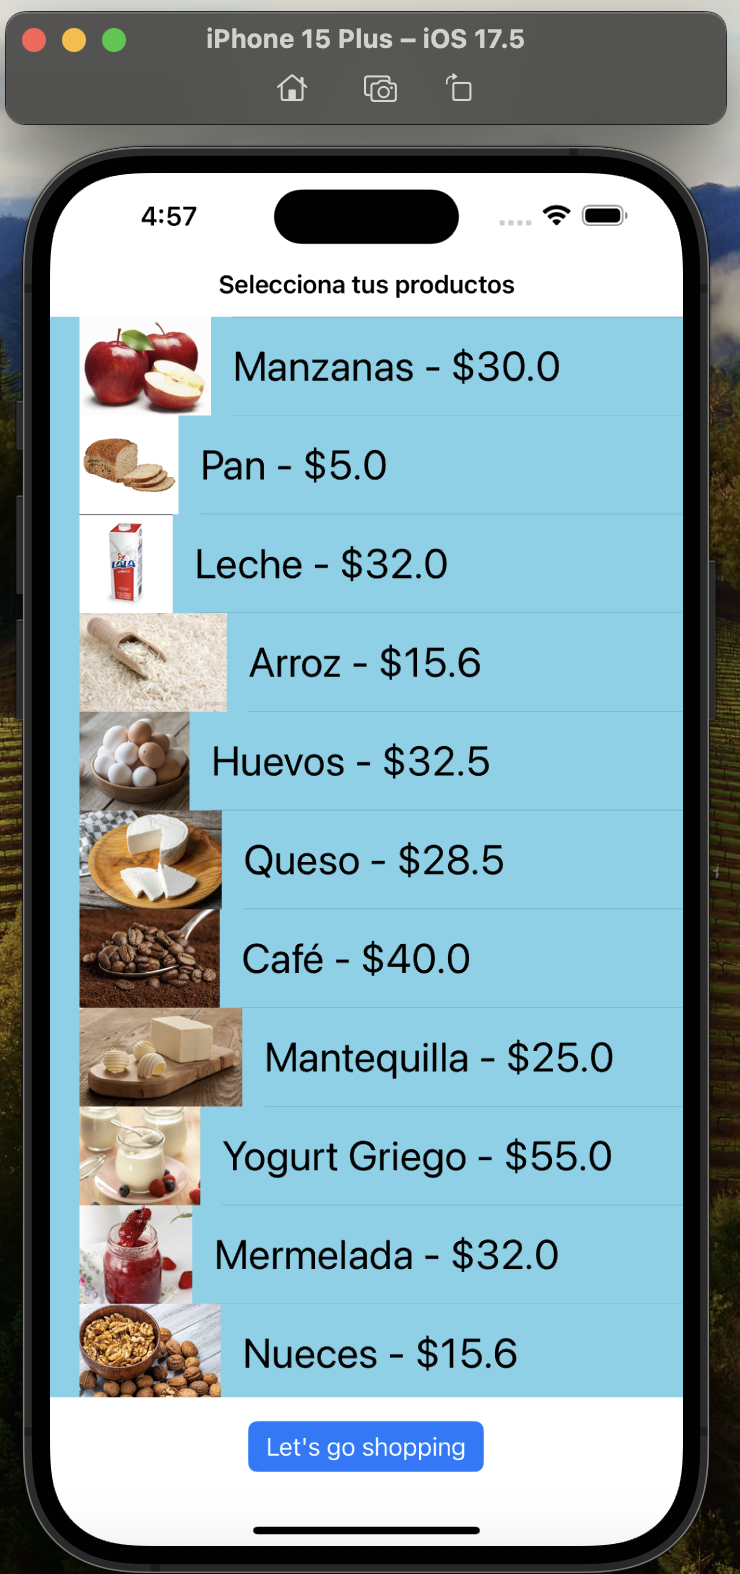 iPhone 15 Plus – iOS 17.5
4:57
Selecciona tus productos
Manzanas - $30.0
Pan - $5.0
LALA
Leche - $32.0
Arroz - $15.6
Huevos - $32.5
Queso - $28.5
Café - $40.0
Mantequilla - $25.0
Yogurt Griego - $55.0
Mermelada - $32.0
Nueces - $15.6
Let's go shopping